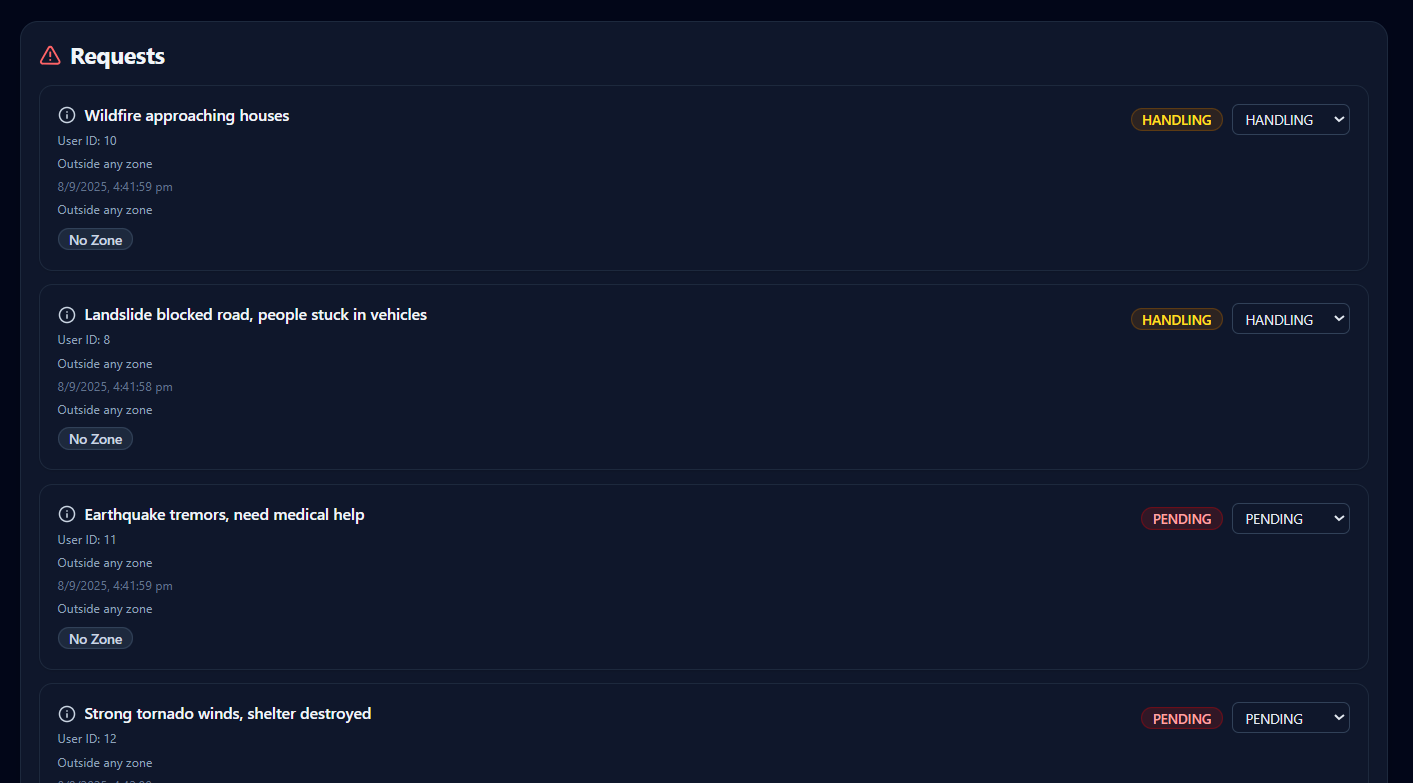 Requests
Wildfire approaching houses
HANDLING HANDLING
User ID: 10
Outside any zone
8/9/2025, 4:41:59 pm
Outside any zone
No Zone
Landslide blocked road, people stuck in vehicles
HANDLING HANDLING
User ID: 8
Outside any zone
8/9/2025, 4:41:58 pm
Outside any zone
No Zone
Earthquake tremors, need medical help
PENDING PENDING
User ID: 11
Outside any zone
8/9/2025, 4:41:59 pm
Outside any zone
No Zone
Strong tornado winds, shelter destroyed
PENDING PENDING
User ID: 12
Outside any zone